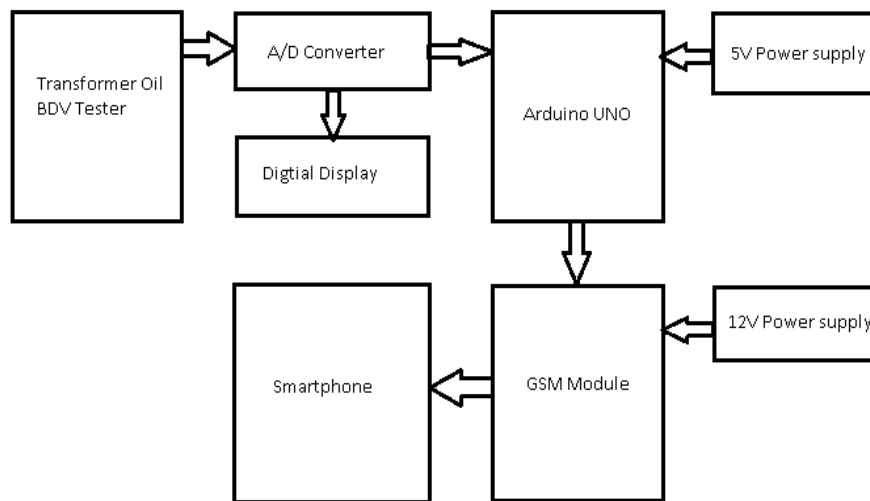 Transformer Oil
BDV Tester
A/D Converter
Digtial Display
Arduino UNO
5V Power supply
Smartphone
GSM Module
12V Power supply